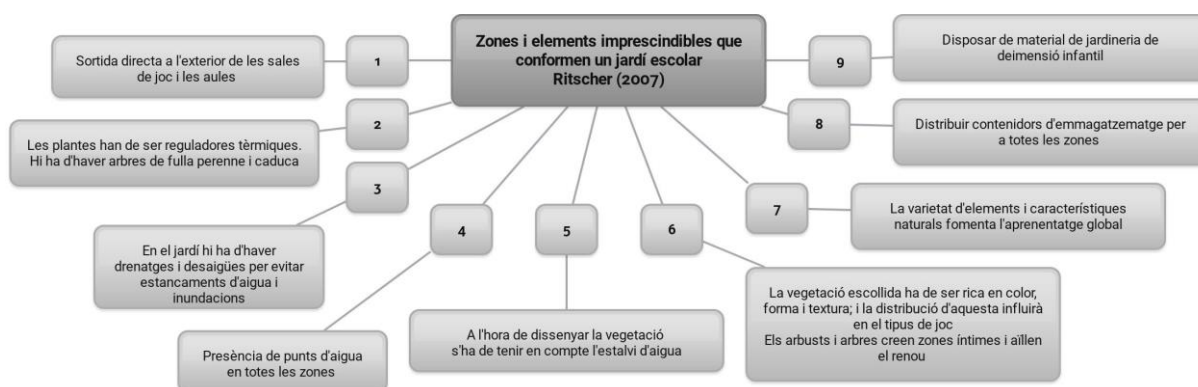 Zones i elements imprescindibles que
conformen un jardí escolar
Ritscher (2007)
1
Sortida directa a l'exterior de les sales
de joc i les aules
2
Les plantes han de ser reguladors tèrmiques.
Hi ha d'haver arbres de fulla perenne i caduca
3
En el jardí hi ha d'haver
drenatges i desaigües per evitar
estancaments d'aigua i
inundacions
4
Presència de punts d'aigua
en totes les zones
5
A l'hora de dissenyar la vegetació
s'ha de tenir en compte l'estalvi d'aigua
6
La vegetació escollida ha de ser rica en color,
forma i textura; i la distribució d'aquesta influirà
en el tipus de joc
Els arbusts i arbres creen zones íntimes i aïllen
el renou
7
La varietat d'elements i característiques
naturals fomenta l'aprenentatge global
8
Distribuir contenidors d'emmagatzematge per
a totes les zones
9
Disposar de material de jardineria de
deimensió infantil